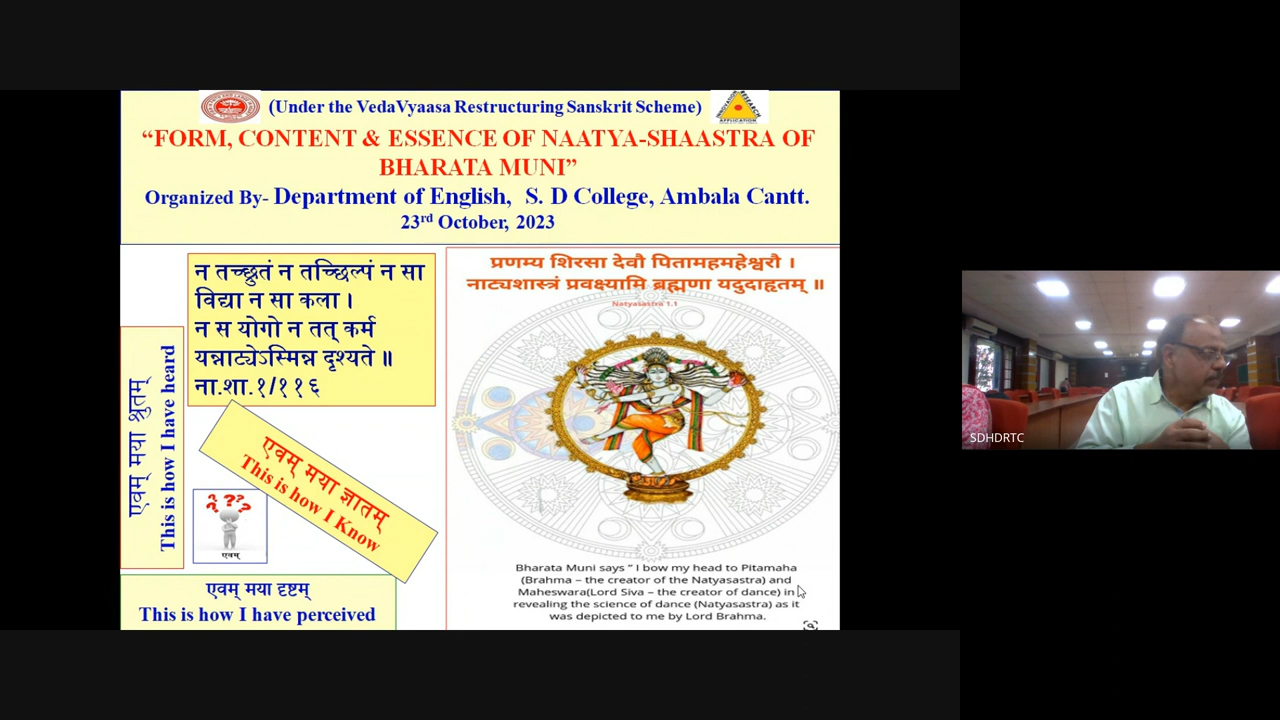 (Under the VedaVyaasa Restructuring Sanskrit Scheme)
“FORM, CONTENT & ESSENCE OF NAATYA-SHAASTRA OF
BHARATA MUNI”
Organized By- Department of English, S. D College, Ambala Cantt.
23rd October, 2023
न तच्छ्रुतं न तच्छिल्पं न सा
विद्या न सा कला ।
न स योगो न तत् कर्म
यन्नाट्येऽस्मिन्न दृश्यते ॥
ना.शा.१/११६
एवम् मया श्रुतम्
This is how I have heard
एवम् मया ज्ञातम्
This is how I Know
? ? ? ?
एवम्
एवम् मया दृष्टम्
This is how I have perceived
प्रणम्य शिरसा देवौ पितामहमहेश्वरौ ।
नाट्यशास्त्रं प्रवक्ष्यामि ब्रह्मणा यदुदाहृतम् ॥
Natyasastra 1.1
Bharata Muni says “ I bow my head to Pitamaha
(Brahma – the creator of the Natyasastra) and
Maheswara(Lord Siva – the creator of dance) in
revealing the science of dance (Natyasastra) as it
was depicted to me by Lord Brahma.
SDHDRTC
INNOVATION
RESEARCH
APPLICATION